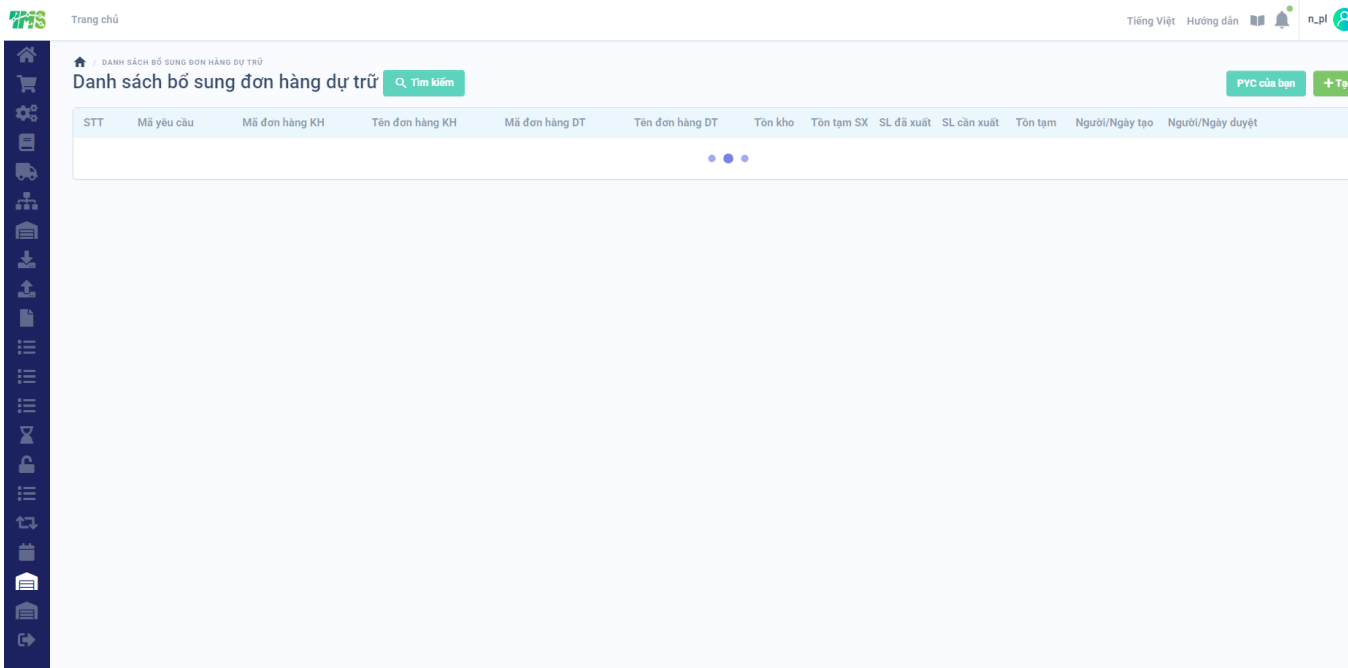 TMS
Trang chủ
Tiếng Việt Hướng dẫn n_pl
DANH SÁCH BỔ SUNG ĐƠN HÀNG DỰ TRỮ
Danh sách bổ sung đơn hàng dự trữ Tìm kiếm
PYC của bạn
STT Mã yêu cầu Mã đơn hàng KH Tên đơn hàng KH Mã đơn hàng DT Tên đơn hàng DT Tồn kho Tồn tạm SX SL đã xuất SL cần xuất Tồn tạm Người/Ngày tạo Người/Ngày duyệt